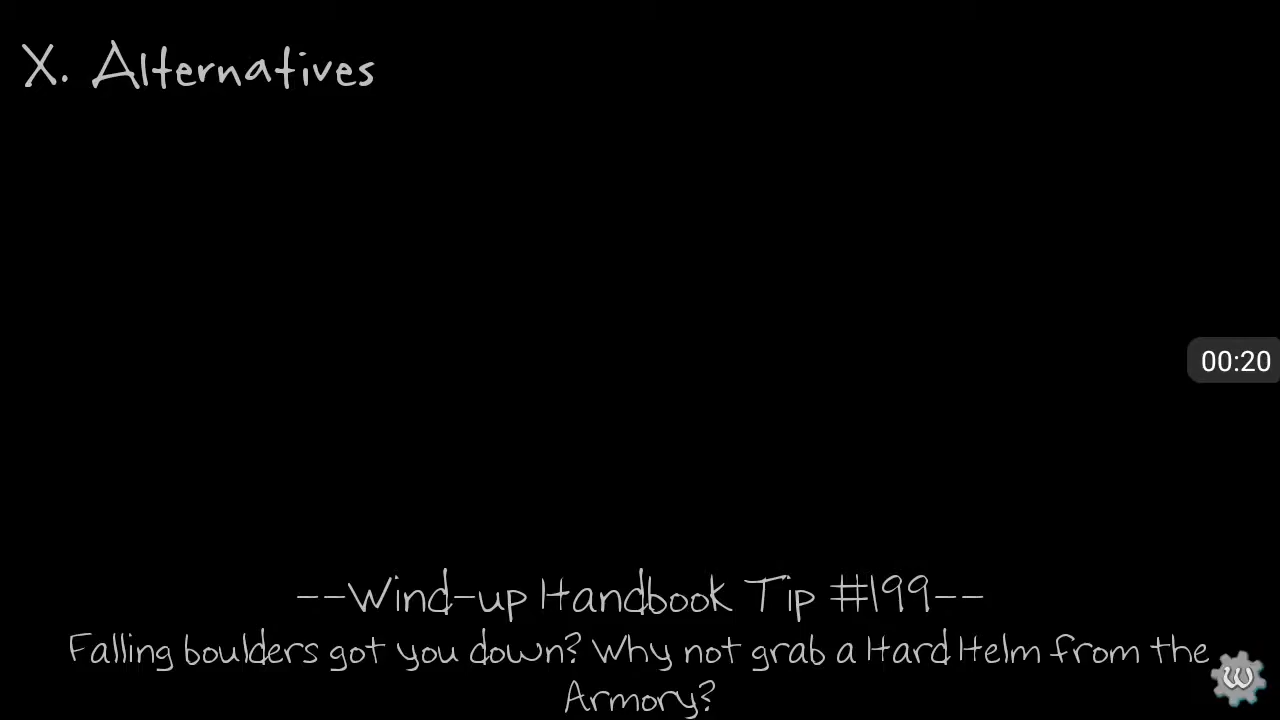 X. Alternatives
00:20
--Wind-up Handbook Tip #199--
Falling boulders got you down? Why not grab a Hard Helm from the
Armory?
W